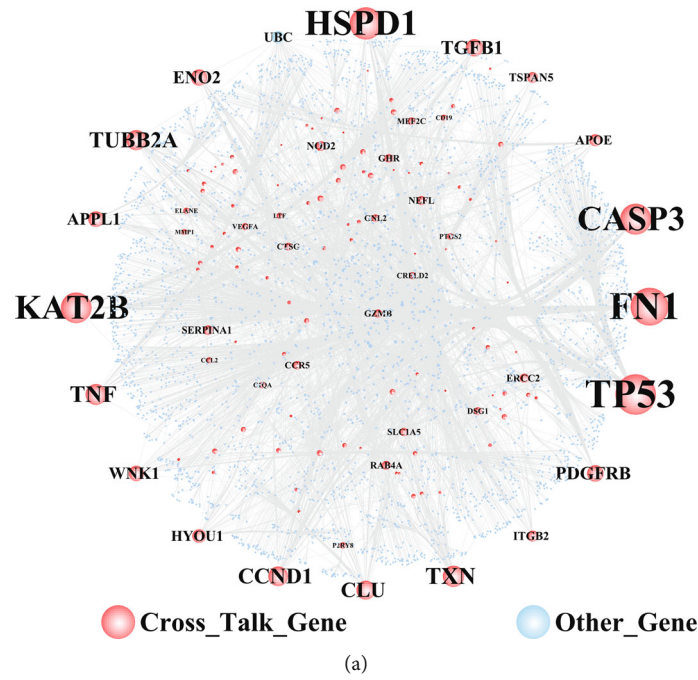 HSPD1
UBC
TGFB1
ENO2
TSPAN5
MEF2C
CD19
TUBB2A
NOD2
APOE
GHR
NEFL
ELANE
LTF
APPL1
VEGFA
CXL2
CASP3
MMP1
PTGS2
CTSG
CRELD2
KAT2B
GZMB
FN1
SERPINA1
CCL2
CCR5
ERCC2
TNF
C1QA
TP53
DSG1
SLC1A5
RAB4A
WNK1
PDGFRB
HYOU1
ITGB2
P2RY8
CCND1
CLU
TXN
Cross_Talk_Gene
Other_Gene
(a)